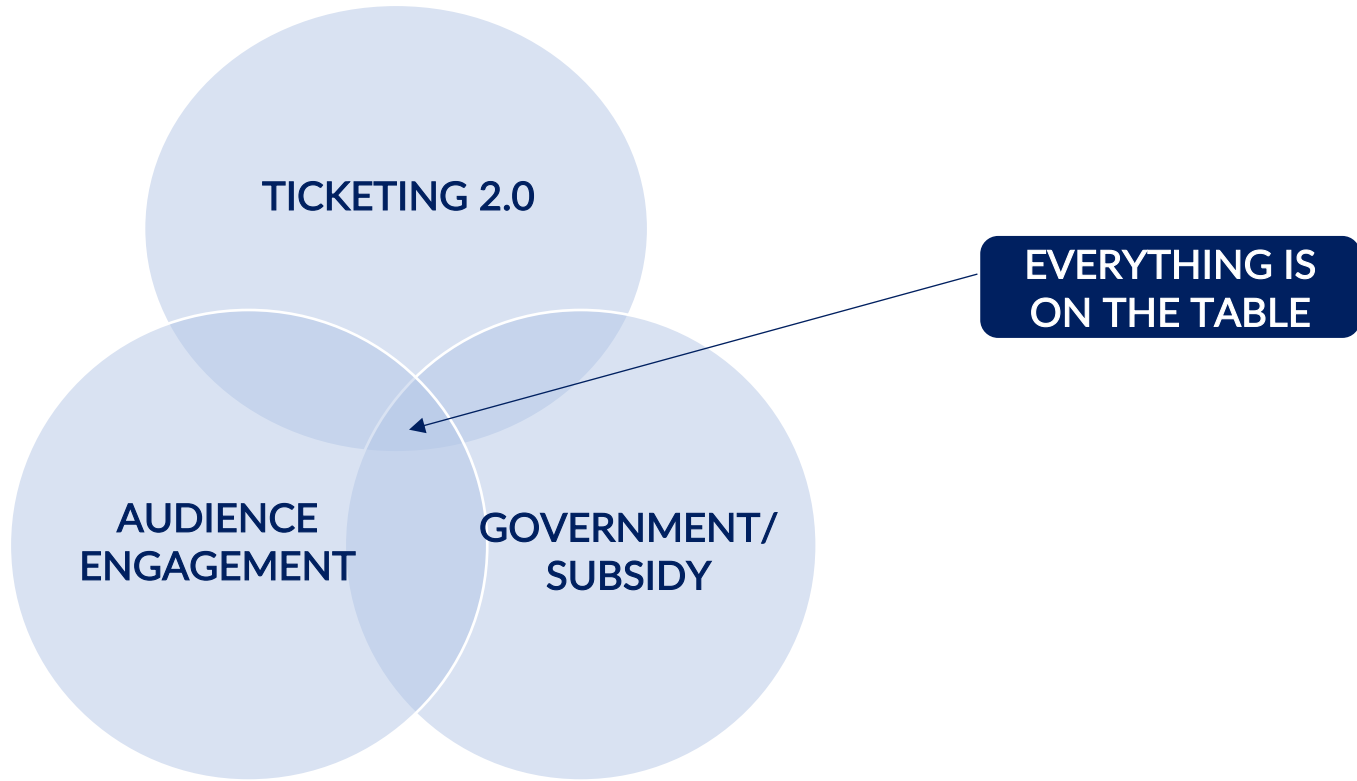 TICKETING 2.0
EVERYTHING IS
ON THE TABLE
AUDIENCE
ENGAGEMENT
GOVERNMENT/
SUBSIDY